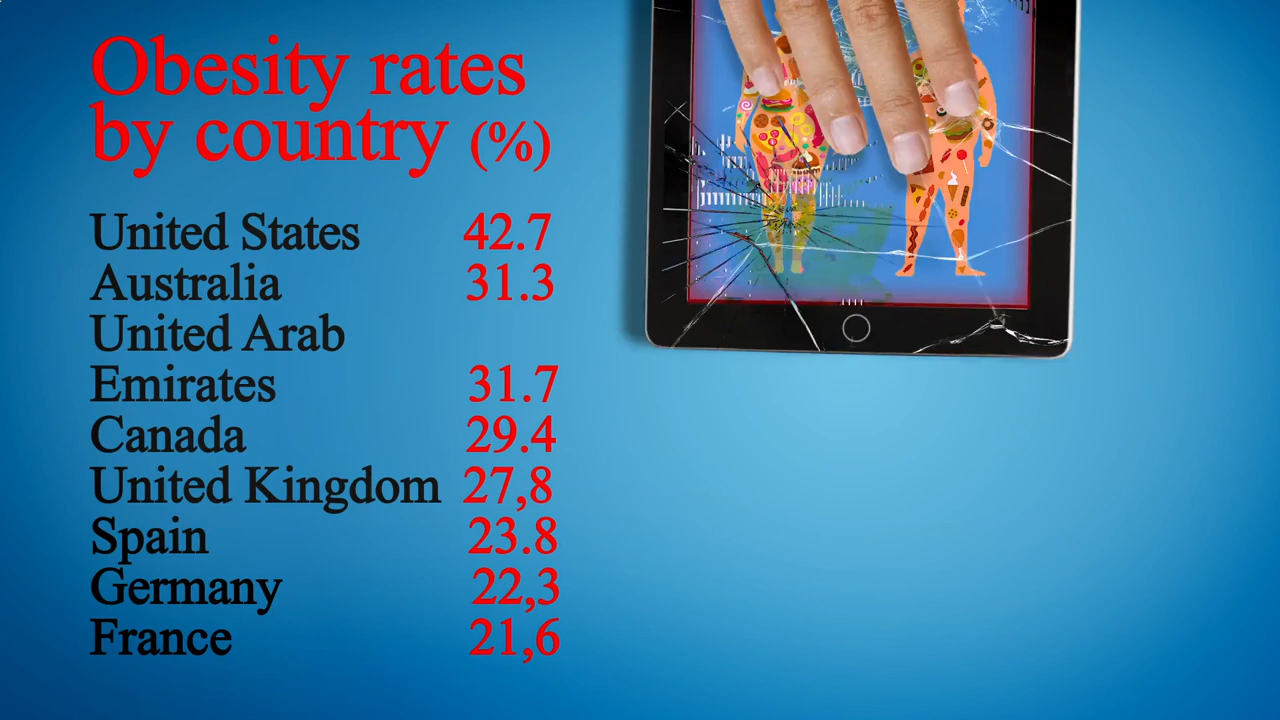 Obesity rates
by country (%)
United States 42.7
Australia 31.3
United Arab
Emirates 31.7
Canada 29.4
United Kingdom 27,8
Spain 23.8
Germany 22,3
France 21,6